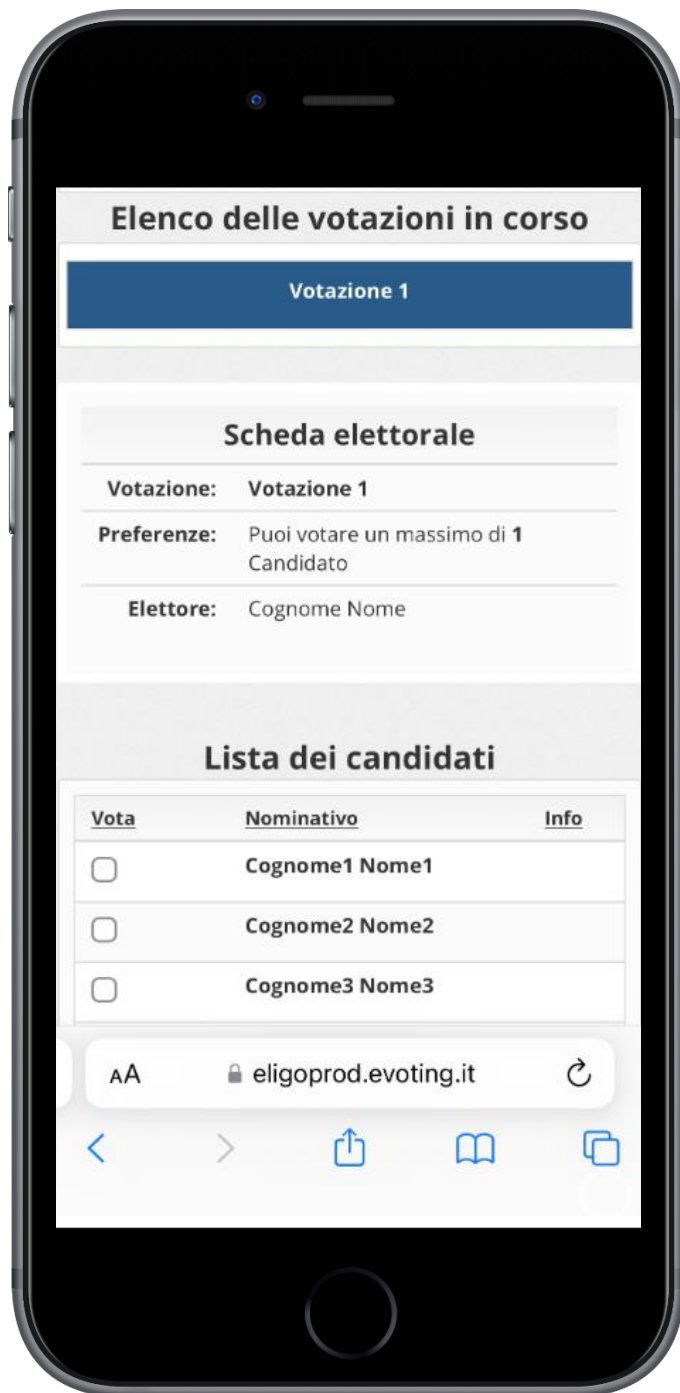 Elenco delle votazioni in corso
Votazione 1
Scheda elettorale
Votazione: Votazione 1
Preferenze: Puoi votare un massimo di 1
Candidato
Elettore: Cognome Nome
Lista dei candidati
Vota Nominativo Info
Cognome1 Nome1
Cognome2 Nome2
Cognome3 Nome3
AA eligoprod.evoting.it